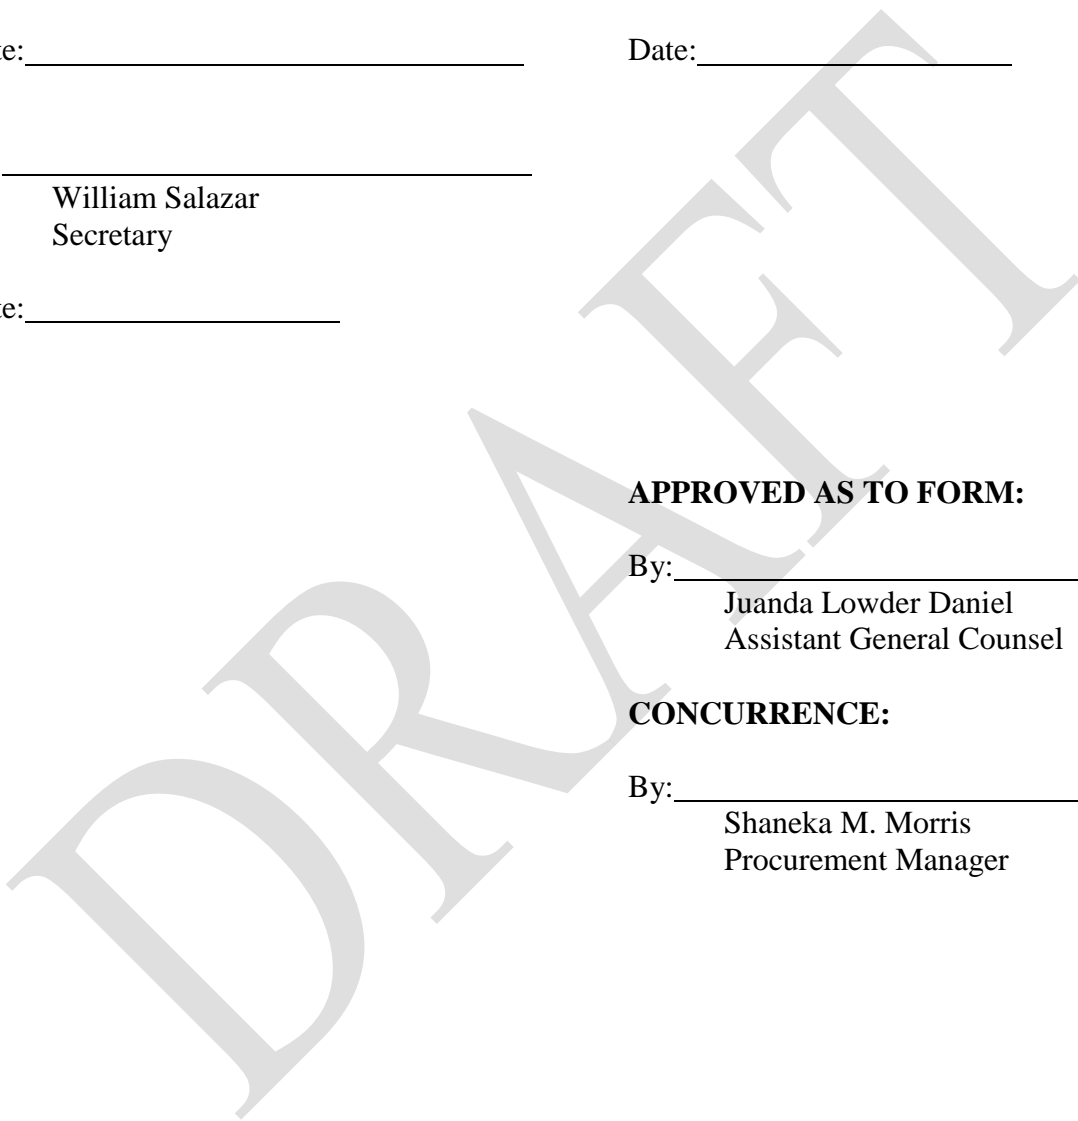 te:
Date:
William Salazar
Secretary
te:
APPROVED AS TO FORM:
By:
Juanda Lowder Daniel
Assistant General Counsel
CONCURRENCE:
By:
Shaneka M. Morris
Procurement Manager
DRAFT